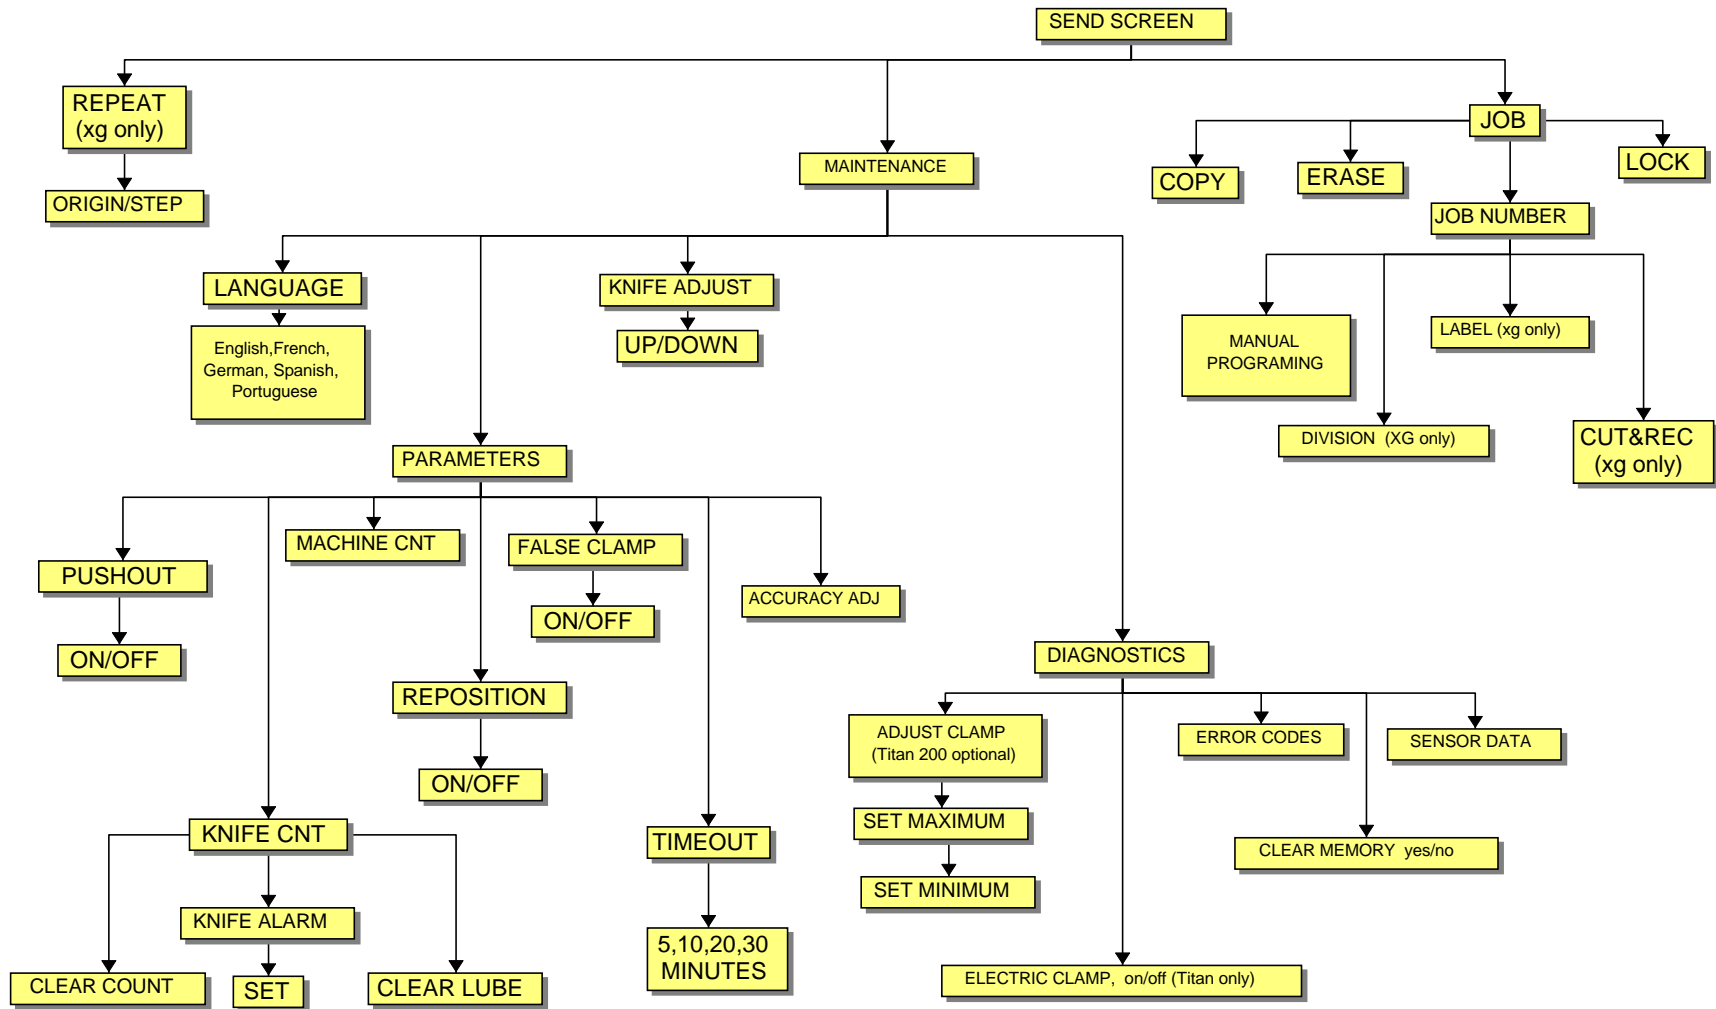 SEND SCREEN
REPEAT
(xg only)
JOB
MAINTENANCE
COPY
ERASE
LOCK
ORIGIN/STEP
JOB NUMBER
LANGUAGE
KNIFE ADJUST
English,French,
German, Spanish,
Portuguese
UP/DOWN
MANUAL
PROGRAMING
LABEL (xg only)
DIVISION (XG only)
CUT&REC
(xg only)
PARAMETERS
PUSHOUT
MACHINE CNT
FALSE CLAMP
ACCURACY ADJ
ON/OFF
ON/OFF
DIAGNOSTICS
REPOSITION
ON/OFF
ADJUST CLAMP
(Titan 200 optional)
ERROR CODES
SENSOR DATA
SET MAXIMUM
KNIFE CNT
TIMEOUT
CLEAR MEMORY yes/no
SET MINIMUM
KNIFE ALARM
5,10,20,30
MINUTES
CLEAR COUNT
SET
CLEAR LUBE
ELECTRIC CLAMP, on/off (Titan only)